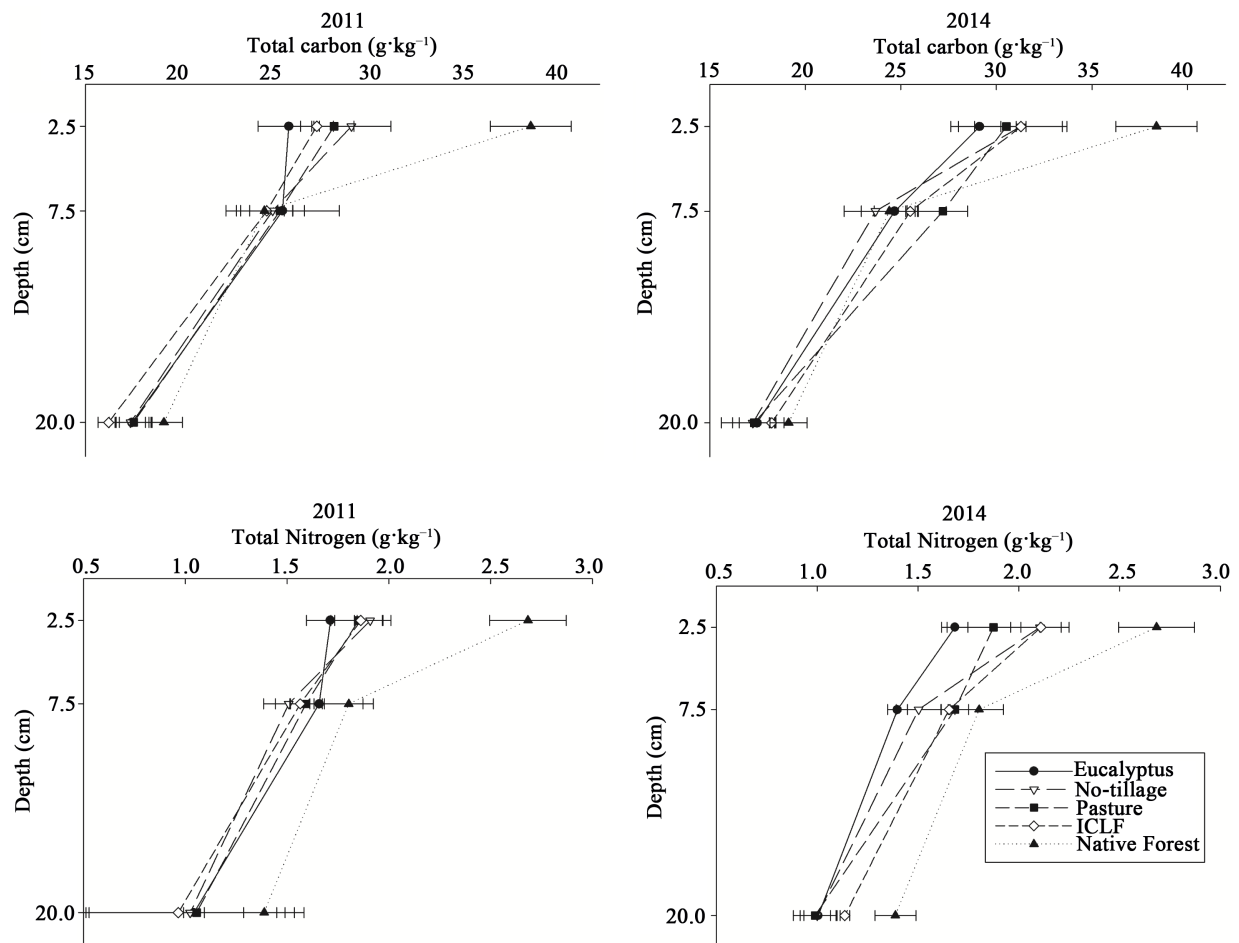 2011
Total carbon (g·kg⁻¹)
15 20 25 30 35 40
2.5
7.5
20.0
Depth (cm)
2014
Total carbon (g·kg⁻¹)
15 20 25 30 35 40
2.5
7.5
20.0
Depth (cm)
2011
Total Nitrogen (g·kg⁻¹)
0.5 1.0 1.5 2.0 2.5 3.0
2.5
7.5
20.0
Depth (cm)
2014
Total Nitrogen (g·kg⁻¹)
0.5 1.0 1.5 2.0 2.5 3.0
2.5
7.5
20.0
Depth (cm)
Eucalyptus
No-tillage
Pasture
ICLF
Native Forest